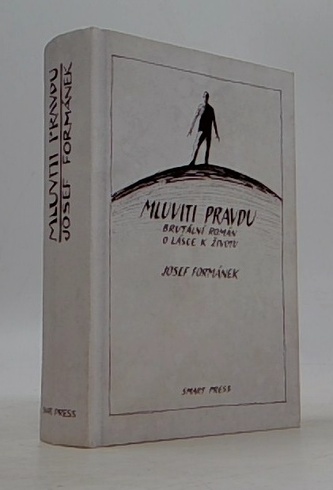 MLUVITI PRAVDU
JOSEF FORMÁNEK
SMART PRESS
MLUVITI PRAVDU
BRUTÁLNÍ ROMÁN
O LÁSCE K ŽIVOTU
JOSEF FORMÁNEK
SMART PRESS